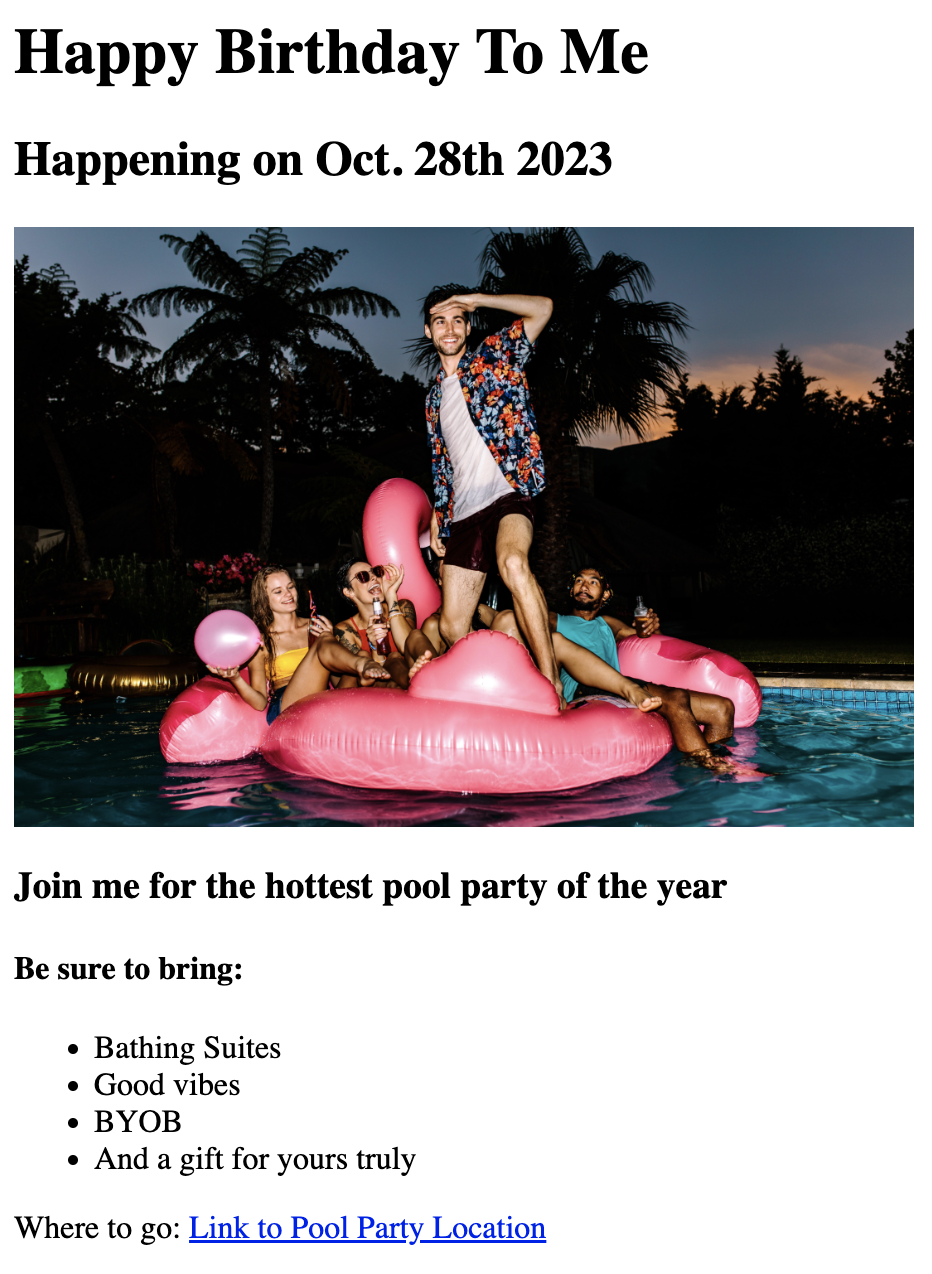 Happy Birthday To Me
Happening on Oct. 28th 2023
Join me for the hottest pool party of the year
Be sure to bring:
Bathing Suites
Good vibes
BYOB
And a gift for yours truly
Where to go: Link to Pool Party Location